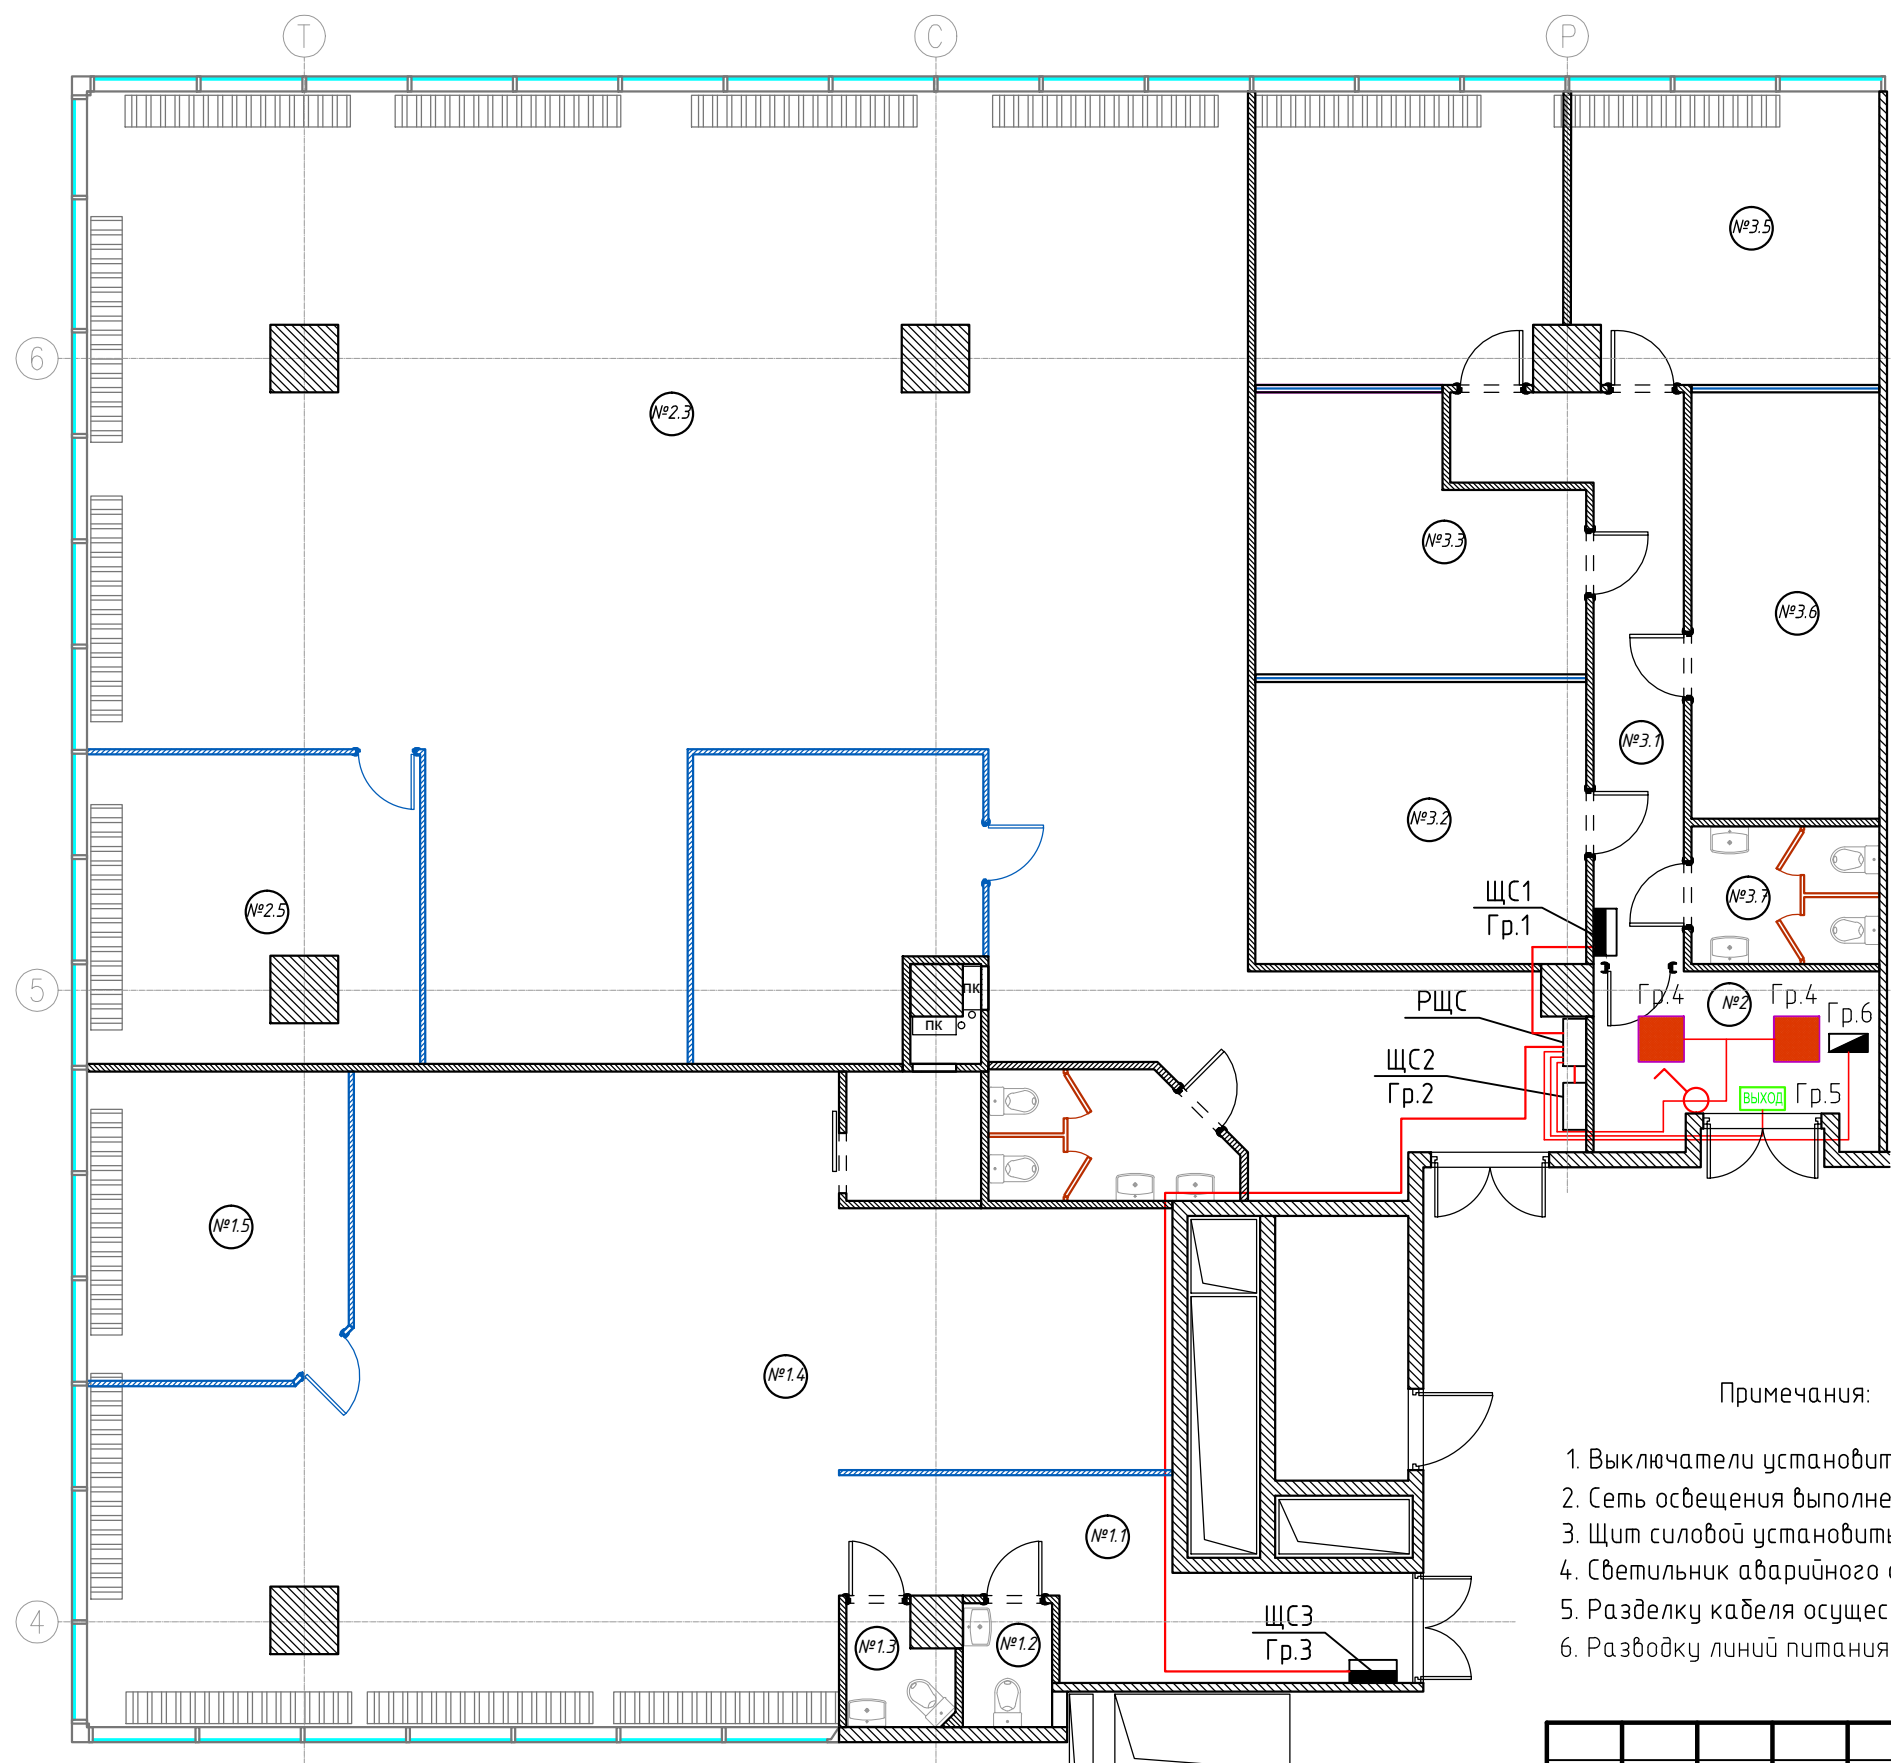 Т
С
Р
№3.5
6
№2.3
№3.3
№3.6
№3.1
№3.2
ЩС1
Гр.1
№3.7
№2.5
5
ПК
ПК
РЩС
Гр.4
№2
Гр.4
Гр.6
ЩС2
Гр.2
ВЫХОД
Гр.5
№1.5
№1.4
Примечания:
1. Выключатели установит
2. Сеть освещения выполне
3. Щит силовой установить
4. Светильник аварийного
5. Разделку кабеля осущес
6. Разводку линий питания
№1.1
4
№1.3
№1.2
ЩС3
Гр.3